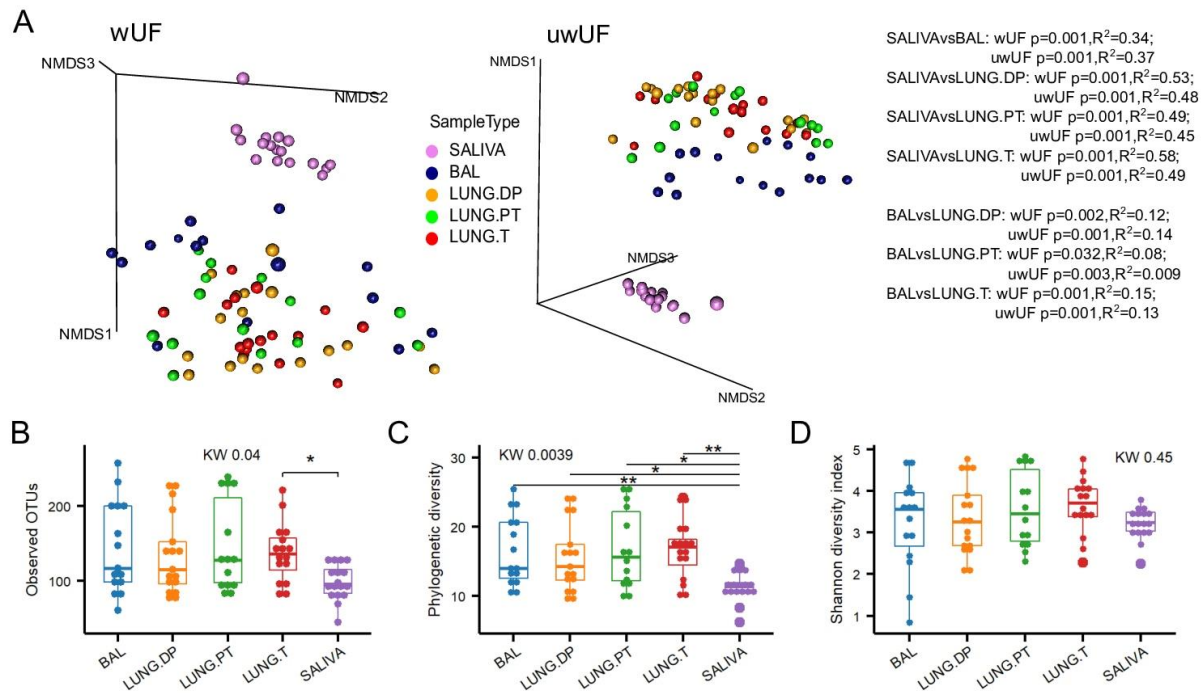 A
wUF
NMDS3
NMDS2
NMDS1
SampleType
SALIVA
BAL
LUNG.DP
LUNG.PT
LUNG.T
uwUF
NMDS1
NMDS3
NMDS2
SALIVAvsBAL: wUF p=0.001,R²=0.34;
uwUF p=0.001,R²=0.37
SALIVAvsLUNG.DP: wUF p=0.001,R²=0.53;
uwUF p=0.001,R²=0.48
SALIVAvsLUNG.PT: wUF p=0.001,R²=0.49;
uwUF p=0.001,R²=0.45
SALIVAvsLUNG.T: wUF p=0.001,R²=0.58;
uwUF p=0.001,R²=0.49
BALvsLUNG.DP: wUF p=0.002,R²=0.12;
uwUF p=0.001,R²=0.14
BALvsLUNG.PT: wUF p=0.032,R²=0.08;
uwUF p=0.003,R²=0.009
BALvsLUNG.T: wUF p=0.001,R²=0.15;
uwUF p=0.001,R²=0.13
B
KW 0.04
*
Observed OTUs
200
100
BAL
LUNG.DP
LUNG.PT
LUNG.T
SALIVA
C
KW 0.0039
**
*
*
**
Phylogenetic diversity
30
20
10
BAL
LUNG.DP
LUNG.PT
LUNG.T
SALIVA
D
KW 0.45
Shannon diversity index
5
4
3
2
1
BAL
LUNG.DP
LUNG.PT
LUNG.T
SALIVA